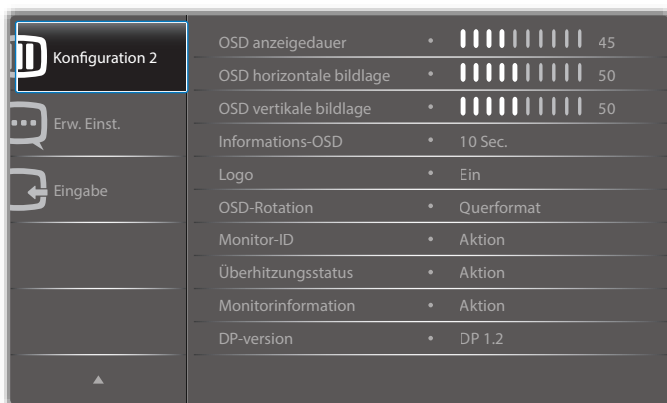 Konfiguration 2
Erw. Einst.
Eingabe
OSD anzeigedauer • 45
OSD horizontale bildlage • 50
OSD vertikale bildlage • 50
Informations-OSD • 10 Sec.
Logo • Ein
OSD-Rotation • Querformat
Monitor-ID • Aktion
Überhitzungsstatus • Aktion
Monitorinformation • Aktion
DP-version • DP 1.2